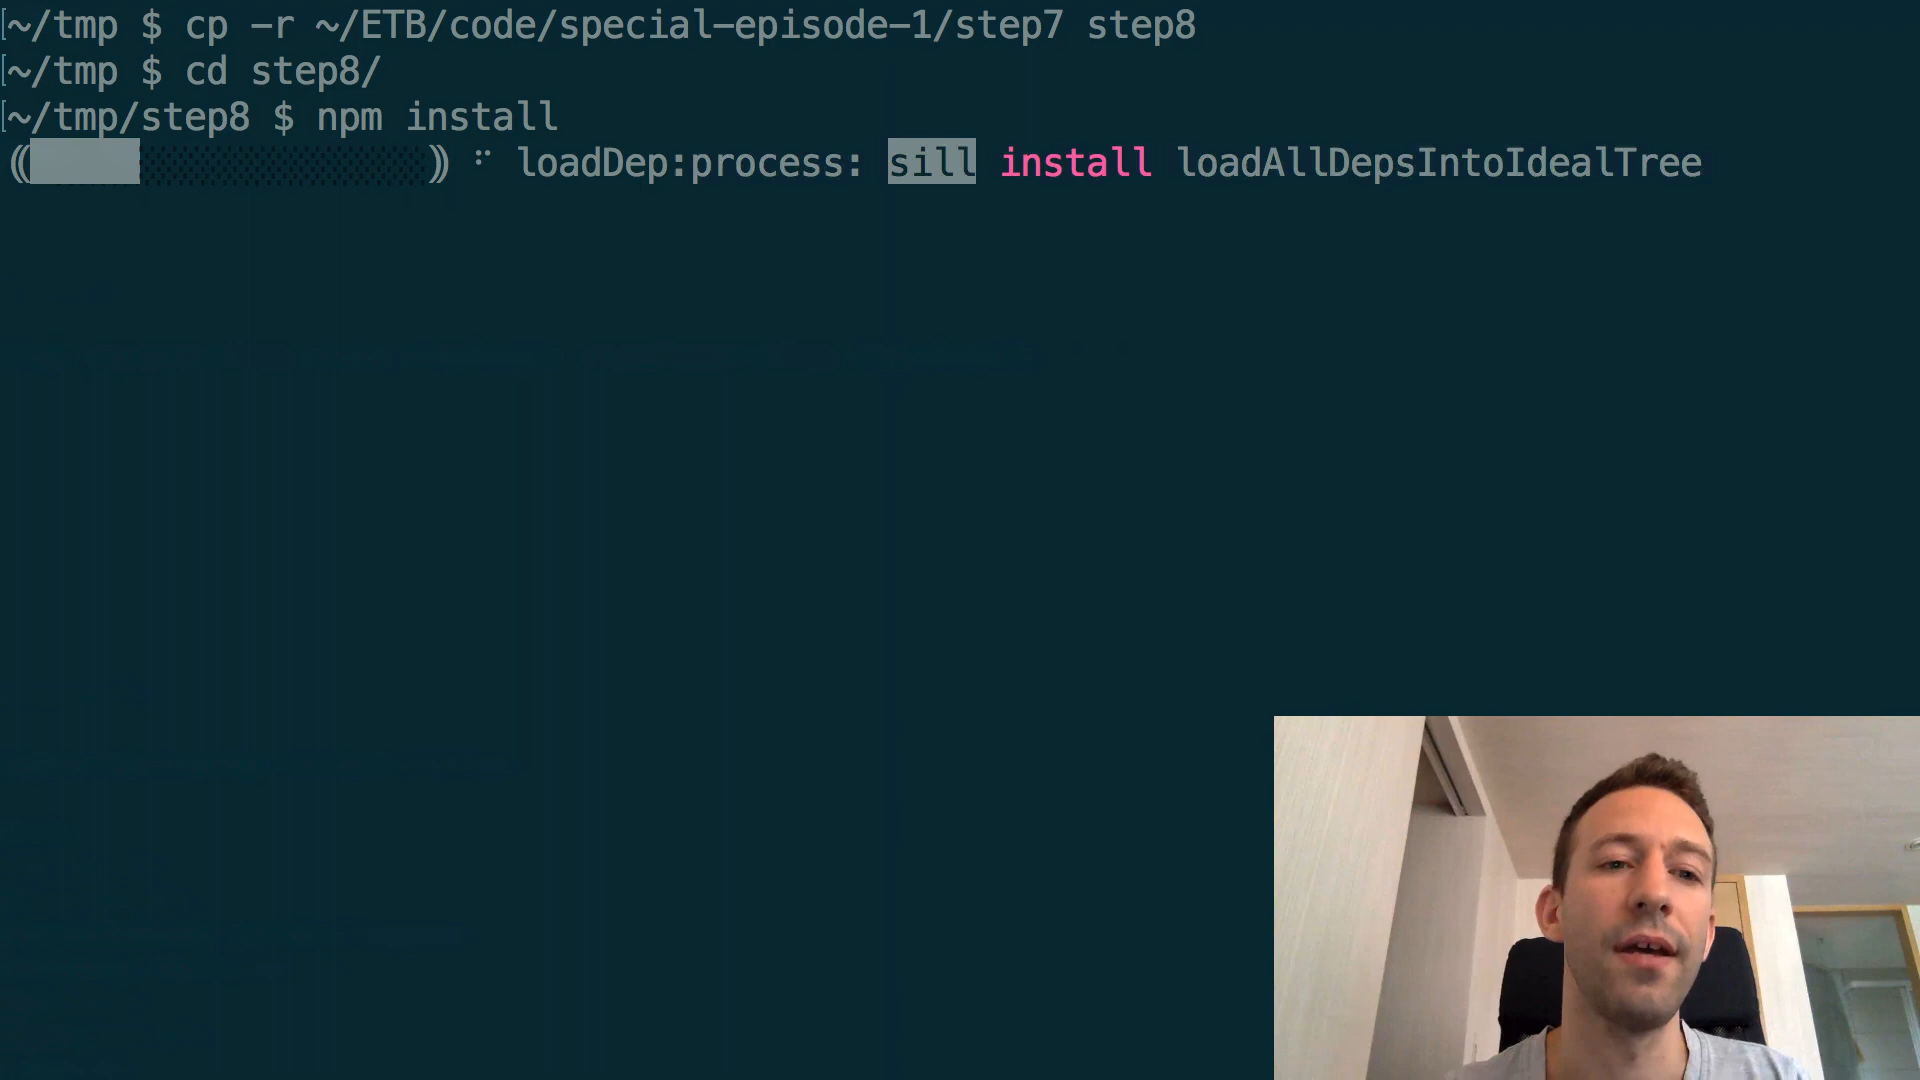 ~/tmp $ cp -r ~/ETB/code/special-episode-1/step7 step8
~/tmp $ cd step8/
~/tmp/step8 $ npm install
loadDep:process: sill install loadAllDepsIntoIdealTree